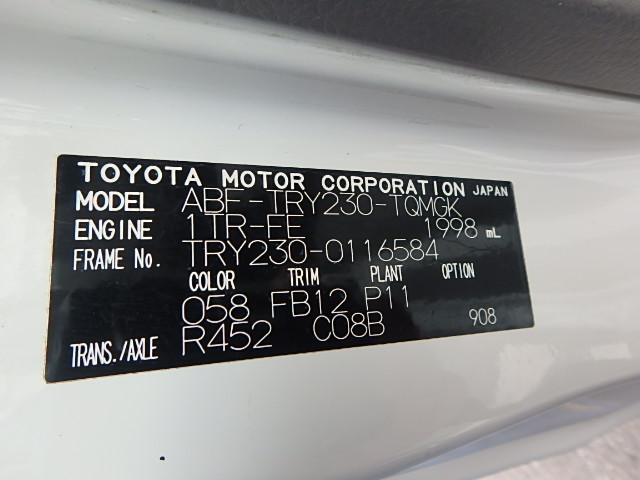 TOYOTA MOTOR CORPORATION JAPAN
MODEL ABF-TRY230-TQMGK
ENGINE 1TR-FE 1998 mL
FRAME No. TRY230-0116584
COLOR TRIM PLANT OPTION
058 FB12 P11
TRANS./AXLE R452 C08B 908